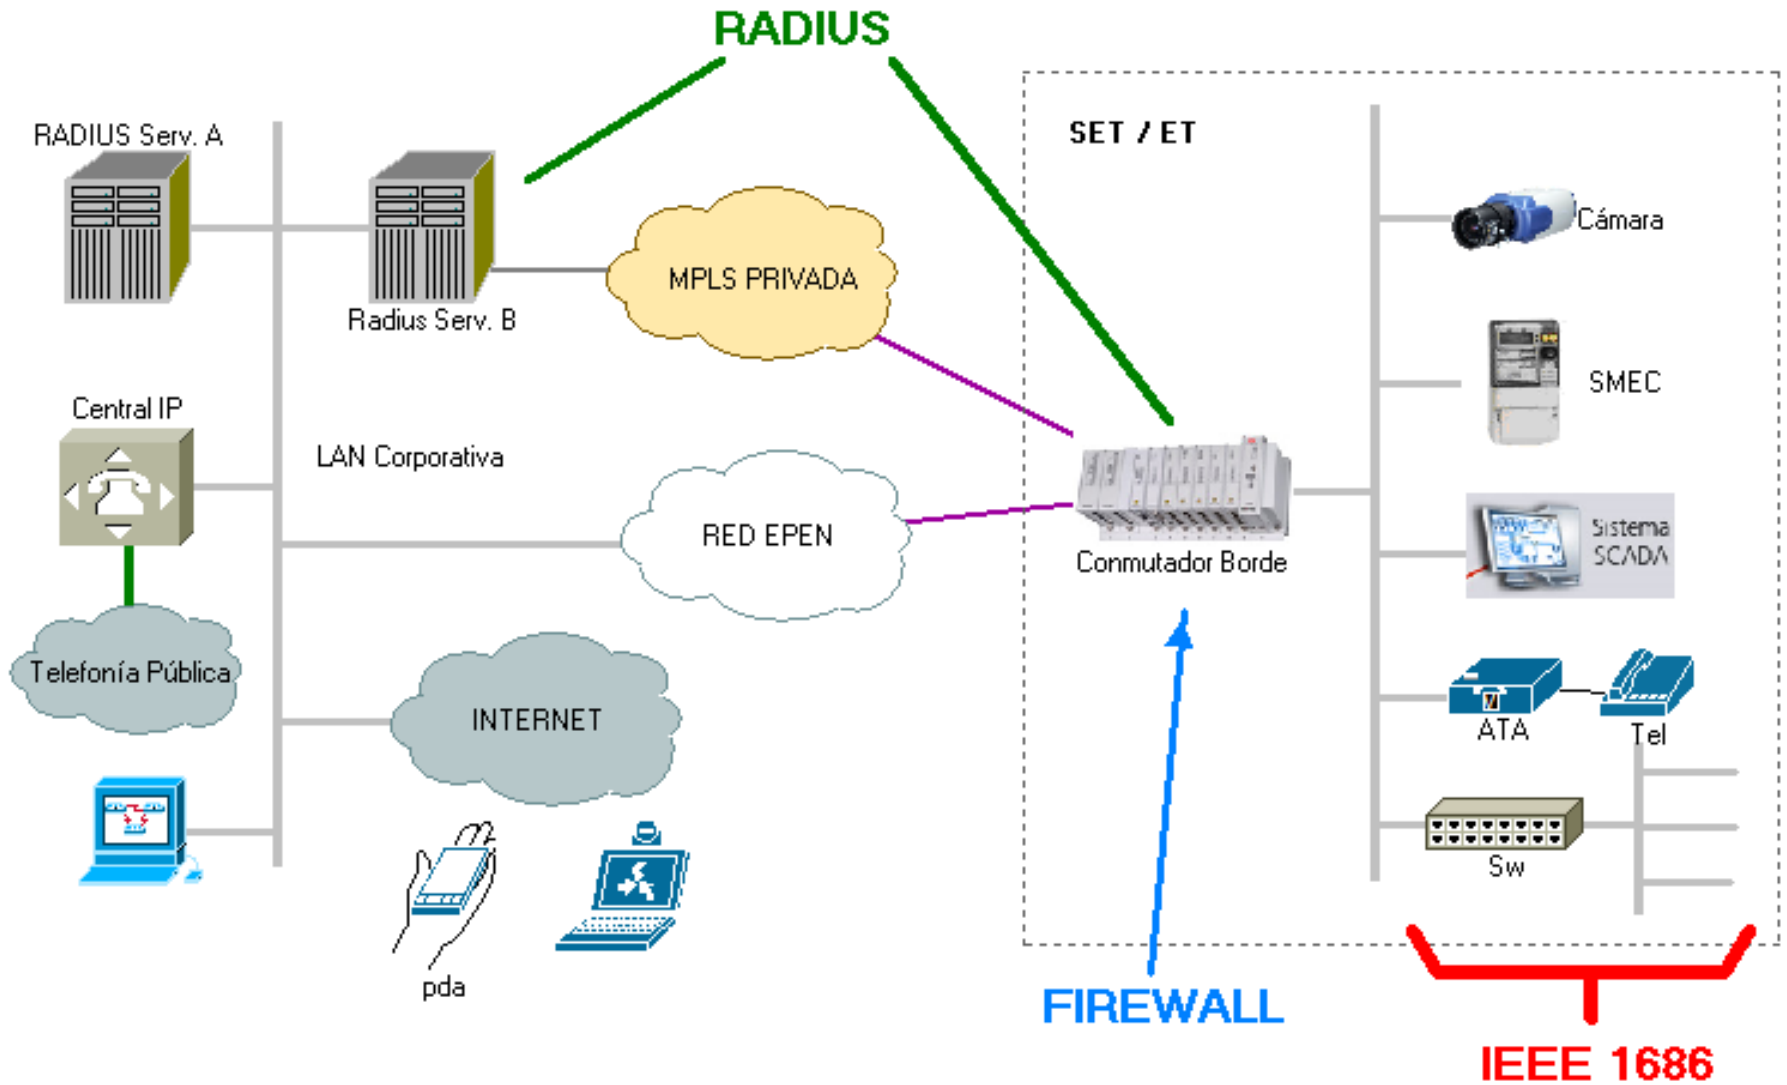 RADIUS
SET / ET
RADIUS Serv. A
Radius Serv. B
MPLS PRIVADA
Cámara
SMEC
Central IP
LAN Corporativa
RED EPEN
Conmutador Borde
Sistema
SCADA
Telefonía Pública
INTERNET
ATA
Tel
Sw
pda
FIREWALL
IEEE 1686